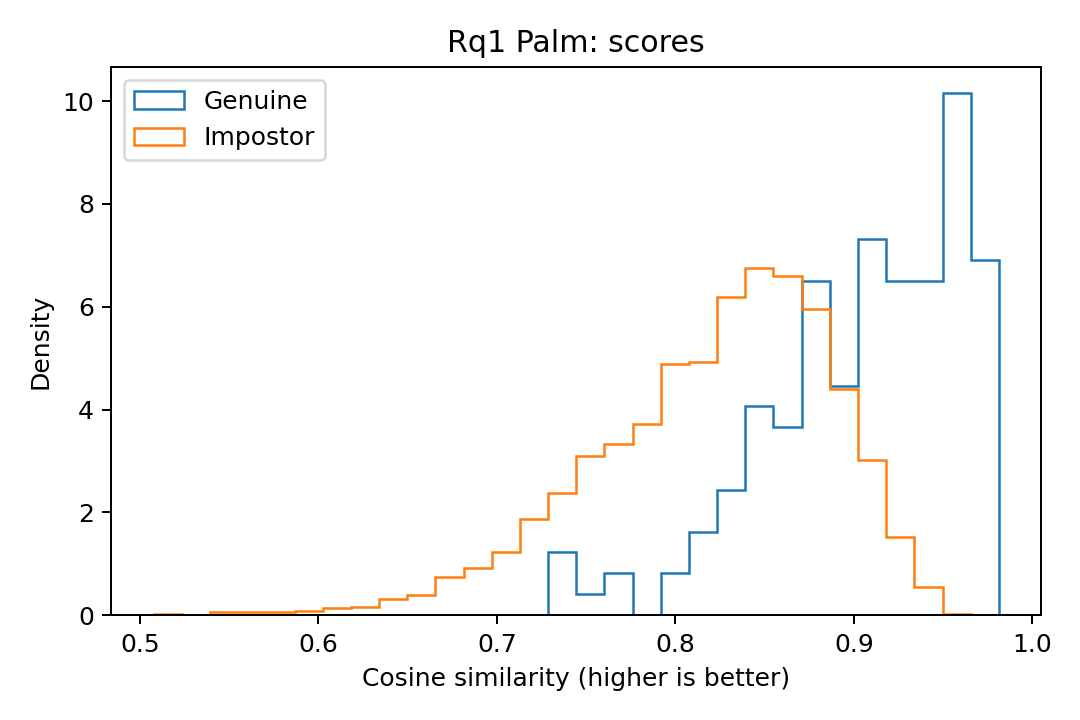 Rq1 Palm: scores
Genuine
Impostor
10
8
6
4
2
0
Density
0.5 0.6 0.7 0.8 0.9 1.0
Cosine similarity (higher is better)